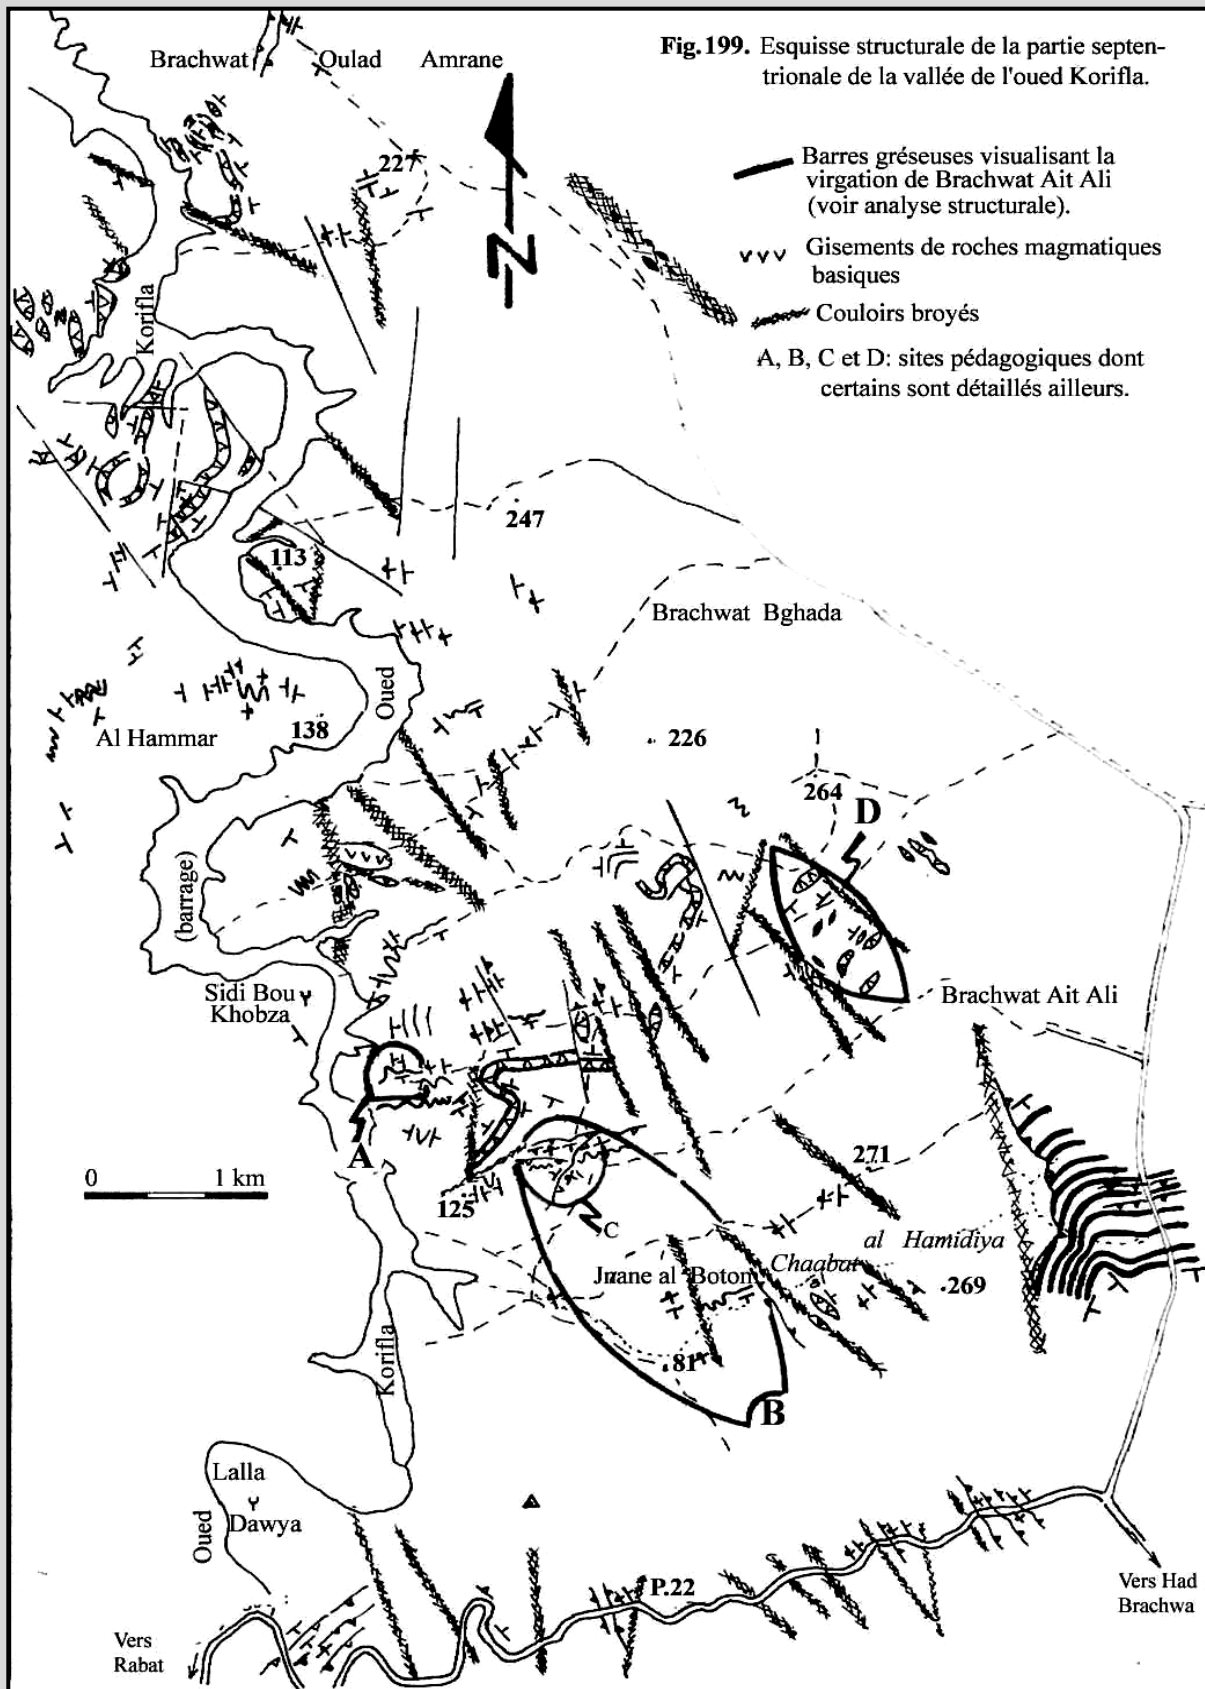 Fig.199. Esquisse structurale de la partie septen-
trionale de la vallée de l'oued Korifla.
Barres gréseuses visualisant la
virgation de Brachwat Ait Ali
(voir analyse structurale).
Gisements de roches magmatiques
basiques
Couloirs broyés
A, B, C et D: sites pédagogiques dont
certains sont détaillés ailleurs.
Brachwat Oulad Amrane
227
N
Korifla
247
113
Brachwat Bghada
Oued
138
Al Hammar
226
264
D
(barrage)
Sidi Bou
Khobza
Brachwat Ait Ali
A
271
0 1 km
125
C
al Hamidiya
Chaabat
Jnane al Botom
.269
Korifla
.81
B
Lalla
Dawya
Oued
P.22
Vers Had
Brachwa
Vers
Rabat